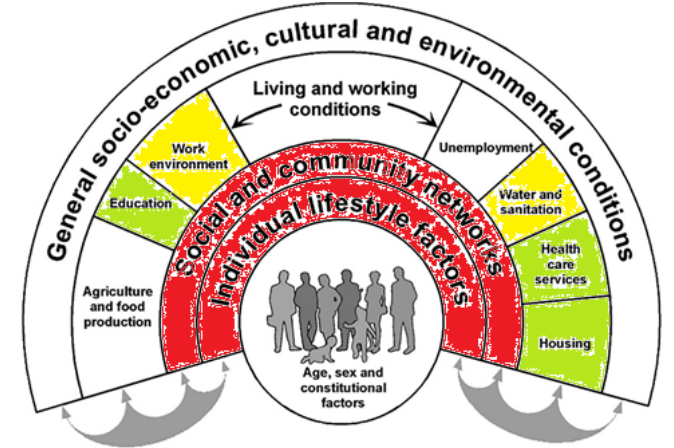 General socio-economic, cultural and environmental conditions
Living and working
conditions
Work
environment
Unemployment
Education
Water and
sanitation
Agriculture
and food
production
Health
care
services
Housing
Social and community networks
Individual lifestyle factors
Age, sex and
constitutional
factors